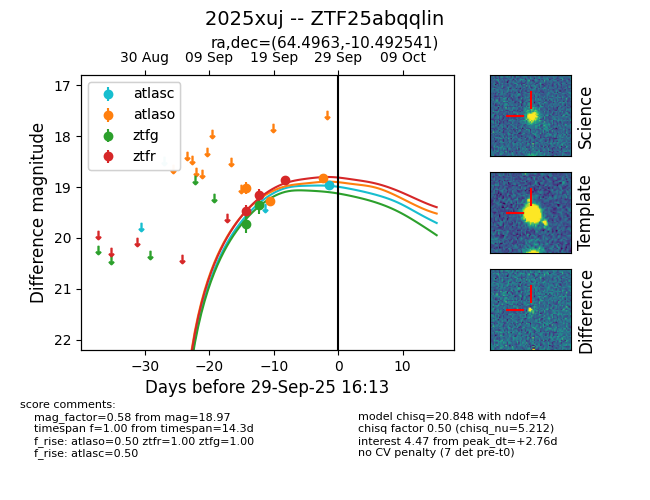 2025xuj -- ZTF25abqqlin
ra,dec=(64.4963,-10.492541)
30 Aug 09 Sep 19 Sep 29 Sep 09 Oct
atlasc
atlaso
ztfg
ztfr
17
18
19
20
21
22
Difference magnitude
−30 −20 −10 0 10
Days before 29-Sep-25 16:13
Science
Template
Difference
score comments:
mag_factor=0.58 from mag=18.97
timespan f=1.00 from timespan=14.3d
f_rise: atlaso=0.50 ztfr=1.00 ztfg=1.00
f_rise: atlasc=0.50
model chisq=20.848 with ndof=4
chisq factor 0.50 (chisq_nu=5.212)
interest 4.47 from peak_dt=+2.76d
no CV penalty (7 det pre-t0)